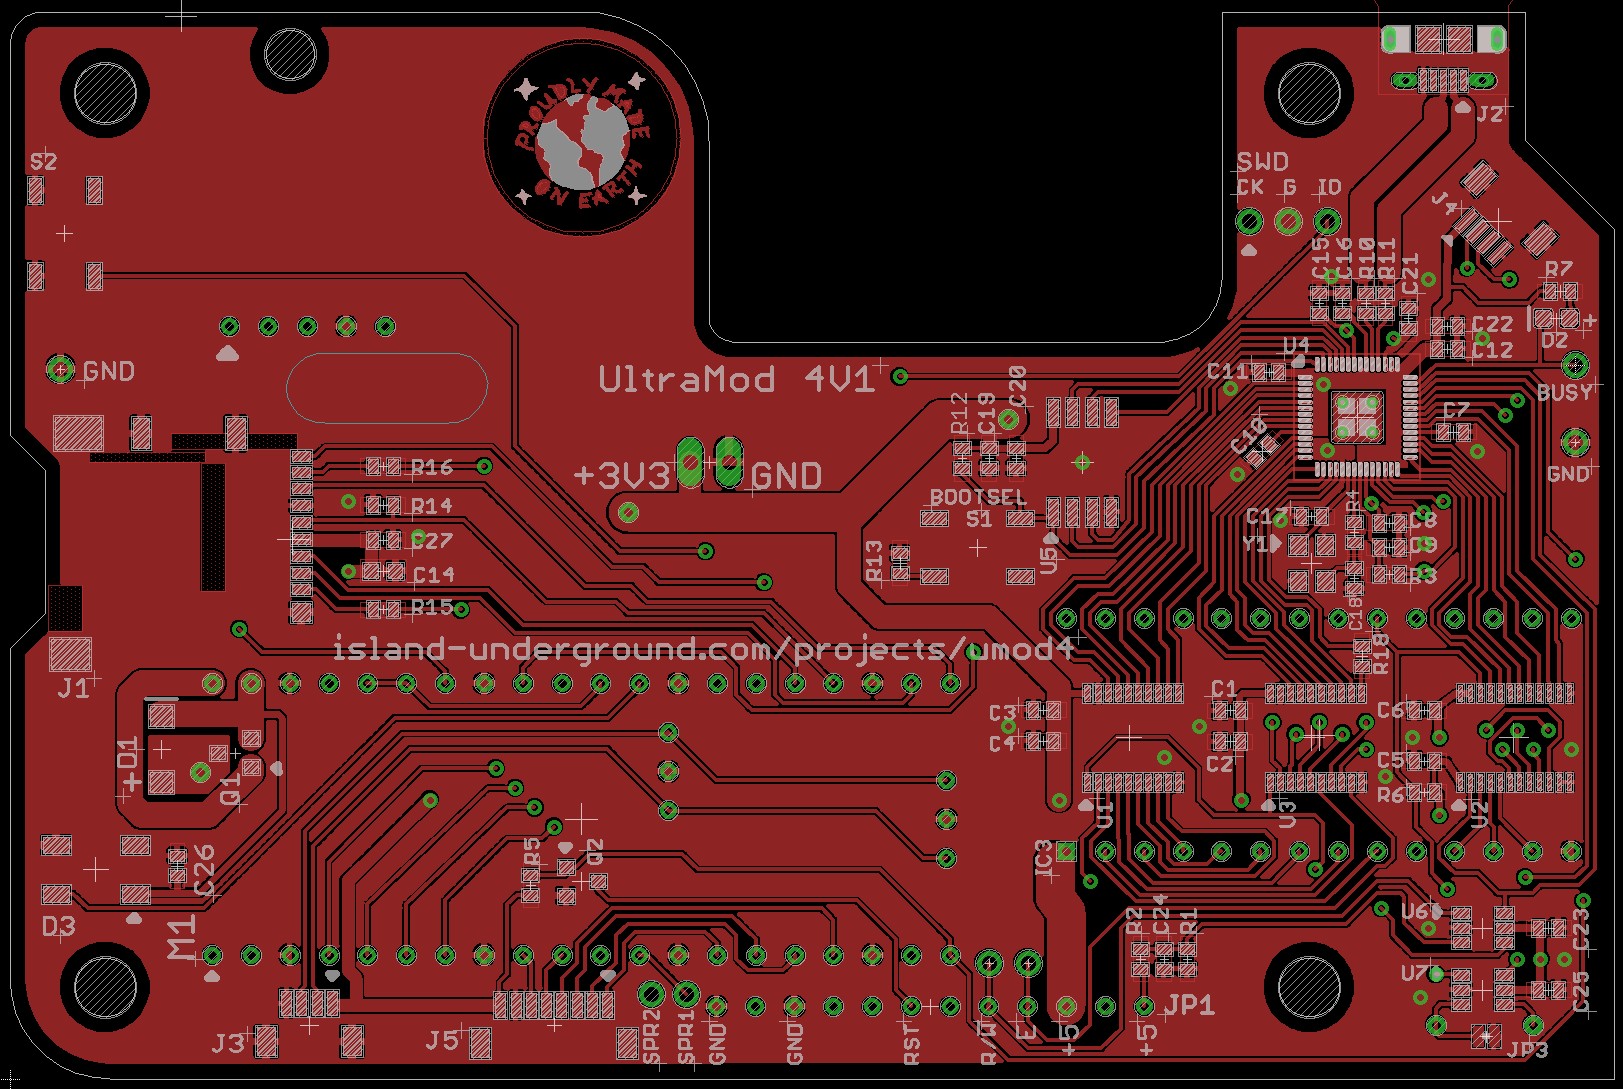 PROUDLY MADE
ON EARTH
J2
S2
SWD
CK G IO
J4
C15
C16
R10
R11
C21
R7
+
D2
C22
C12
GND
UltraMod 4V1
U4
C11
BUSY
R12
C19
C20
C7
C10
+3V3
GND
GND
R16
BOOTSEL
S1
R14
C17
R4
C8
C27
Y1
C9
R13
U5
C14
R3
R15
C18
island-underground.com/projects/umod4
R18
J1
C3
C1
C6
C4
C2
C5
D1
+
Q1
R6
U1
U3
U2
R5
Q2
IC3
C26
D3
M1
R2
C24
R1
U6
C23
U7
C25
J3
J5
SPR2
SPR1
GND
GND
RST
R/W
E
+5
+5
JP1
JP3